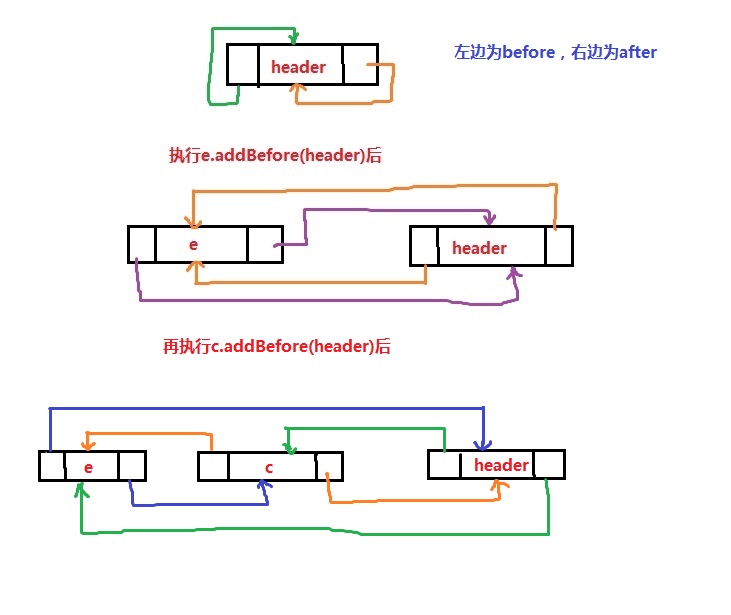 header
左边为before，右边为after
执行e.addBefore(header)后
e
header
再执行c.addBefore(header)后
e
c
header